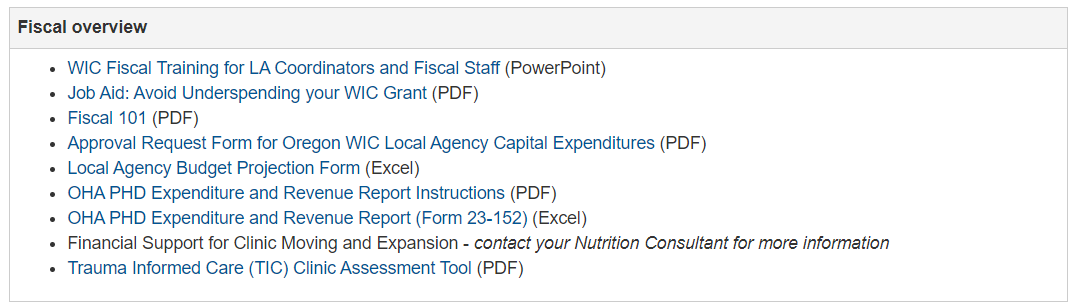 Fiscal overview
WIC Fiscal Training for LA Coordinators and Fiscal Staff (PowerPoint)
Job Aid: Avoid Underspending your WIC Grant (PDF)
Fiscal 101 (PDF)
Approval Request Form for Oregon WIC Local Agency Capital Expenditures (PDF)
Local Agency Budget Projection Form (Excel)
OHA PHD Expenditure and Revenue Report Instructions (PDF)
OHA PHD Expenditure and Revenue Report (Form 23-152) (Excel)
Financial Support for Clinic Moving and Expansion - contact your Nutrition Consultant for more information
Trauma Informed Care (TIC) Clinic Assessment Tool (PDF)